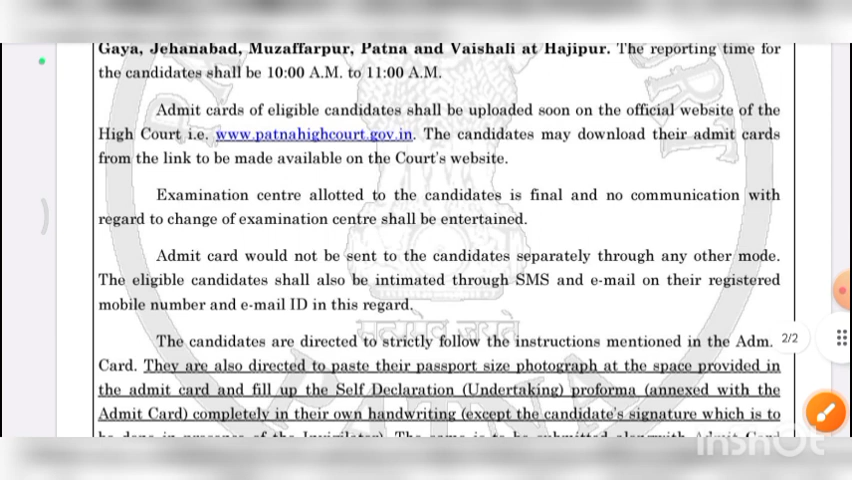 Gaya, Jehanabad, Muzaffarpur, Patna and Vaishali at Hajipur. The reporting time for
the candidates shall be 10:00 A.M. to 11:00 A.M.
Admit cards of eligible candidates shall be uploaded soon on the official website of the
High Court i.e. www.patnahighcourt.gov.in. The candidates may download their admit cards
from the link to be made available on the Court's website.
Examination centre allotted to the candidates is final and no communication with
regard to change of examination centre shall be entertained.
Admit card would not be sent to the candidates separately through any other mode.
The eligible candidates shall also be intimated through SMS and e-mail on their registered
mobile number and e-mail ID in this regard.
सत्यमेव जयते
The candidates are directed to strictly follow the instructions mentioned in the Adm.
2/2
Card. They are also directed to paste their passport size photograph at the space provided in
the admit card and fill up the Self Declaration (Undertaking) proforma (annexed with the
Admit Card) completely in their own handwriting (except the candidate's signature which is to
PATNA
InShOt